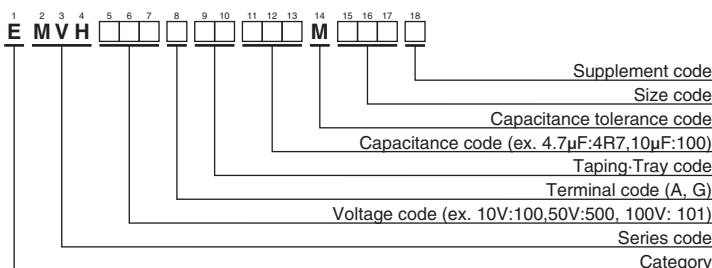 1 2 3 4 5 6 7 8 9 10 11 12 13 14 15 16 17 18
E M V H □□□ □ □□ □□□ M □□□ □
Supplement code
Size code
Capacitance tolerance code
Capacitance code (ex. 4.7μF:4R7,10μF:100)
Taping·Tray code
Terminal code (A, G)
Voltage code (ex. 10V:100,50V:500, 100V: 101)
Series code
Category